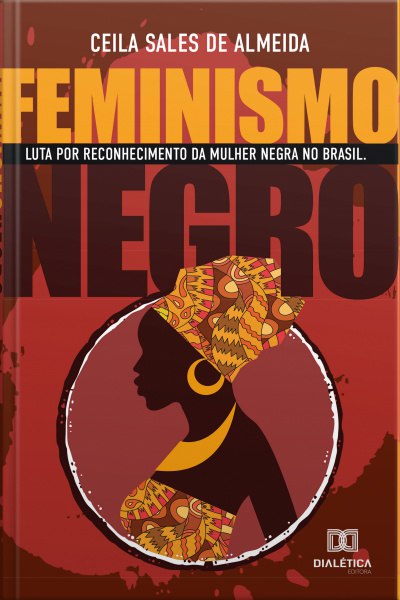 CEILA SALES DE ALMEIDA
FEMINISMO
LUTA POR RECONHECIMENTO DA MULHER NEGRA NO BRASIL.
NEGRO
DIALÉTICA
EDITORA